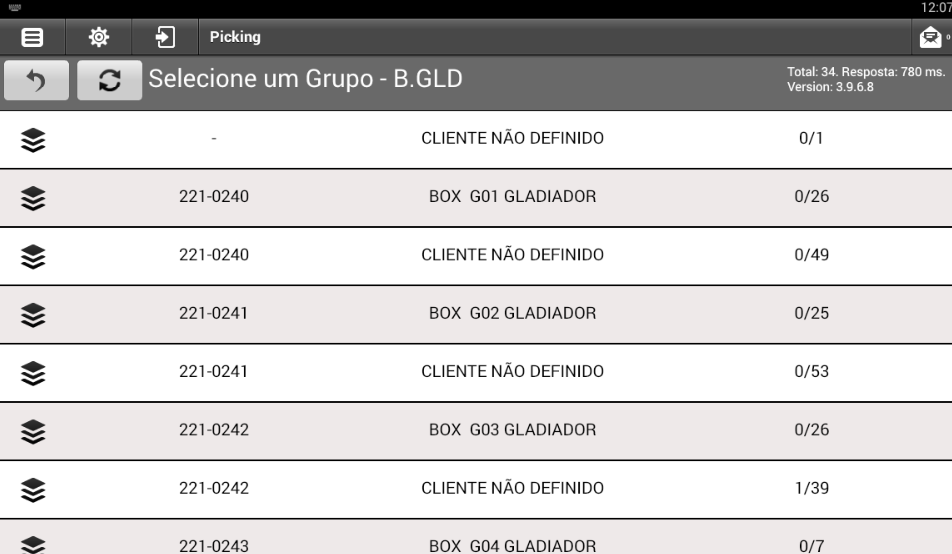 12:07
Picking
0
Selecione um Grupo - B.GLD
Total: 34. Resposta: 780 ms.
Version: 3.9.6.8
- CLIENTE NÃO DEFINIDO 0/1
221-0240 BOX G01 GLADIADOR 0/26
221-0240 CLIENTE NÃO DEFINIDO 0/49
221-0241 BOX G02 GLADIADOR 0/25
221-0241 CLIENTE NÃO DEFINIDO 0/53
221-0242 BOX G03 GLADIADOR 0/26
221-0242 CLIENTE NÃO DEFINIDO 1/39
221-0243 BOX G04 GLADIADOR 0/7